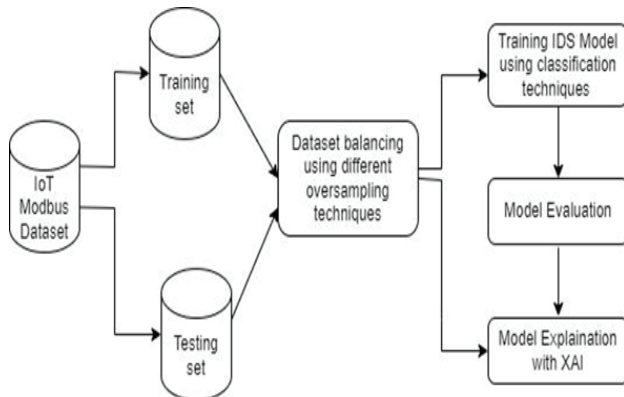 IoT
Modbus
Dataset
Training
set
Testing
set
Dataset balancing
using different
oversampling
techniques
Training IDS Model
using classification
techniques
Model Evaluation
Model Explaination
with XAI